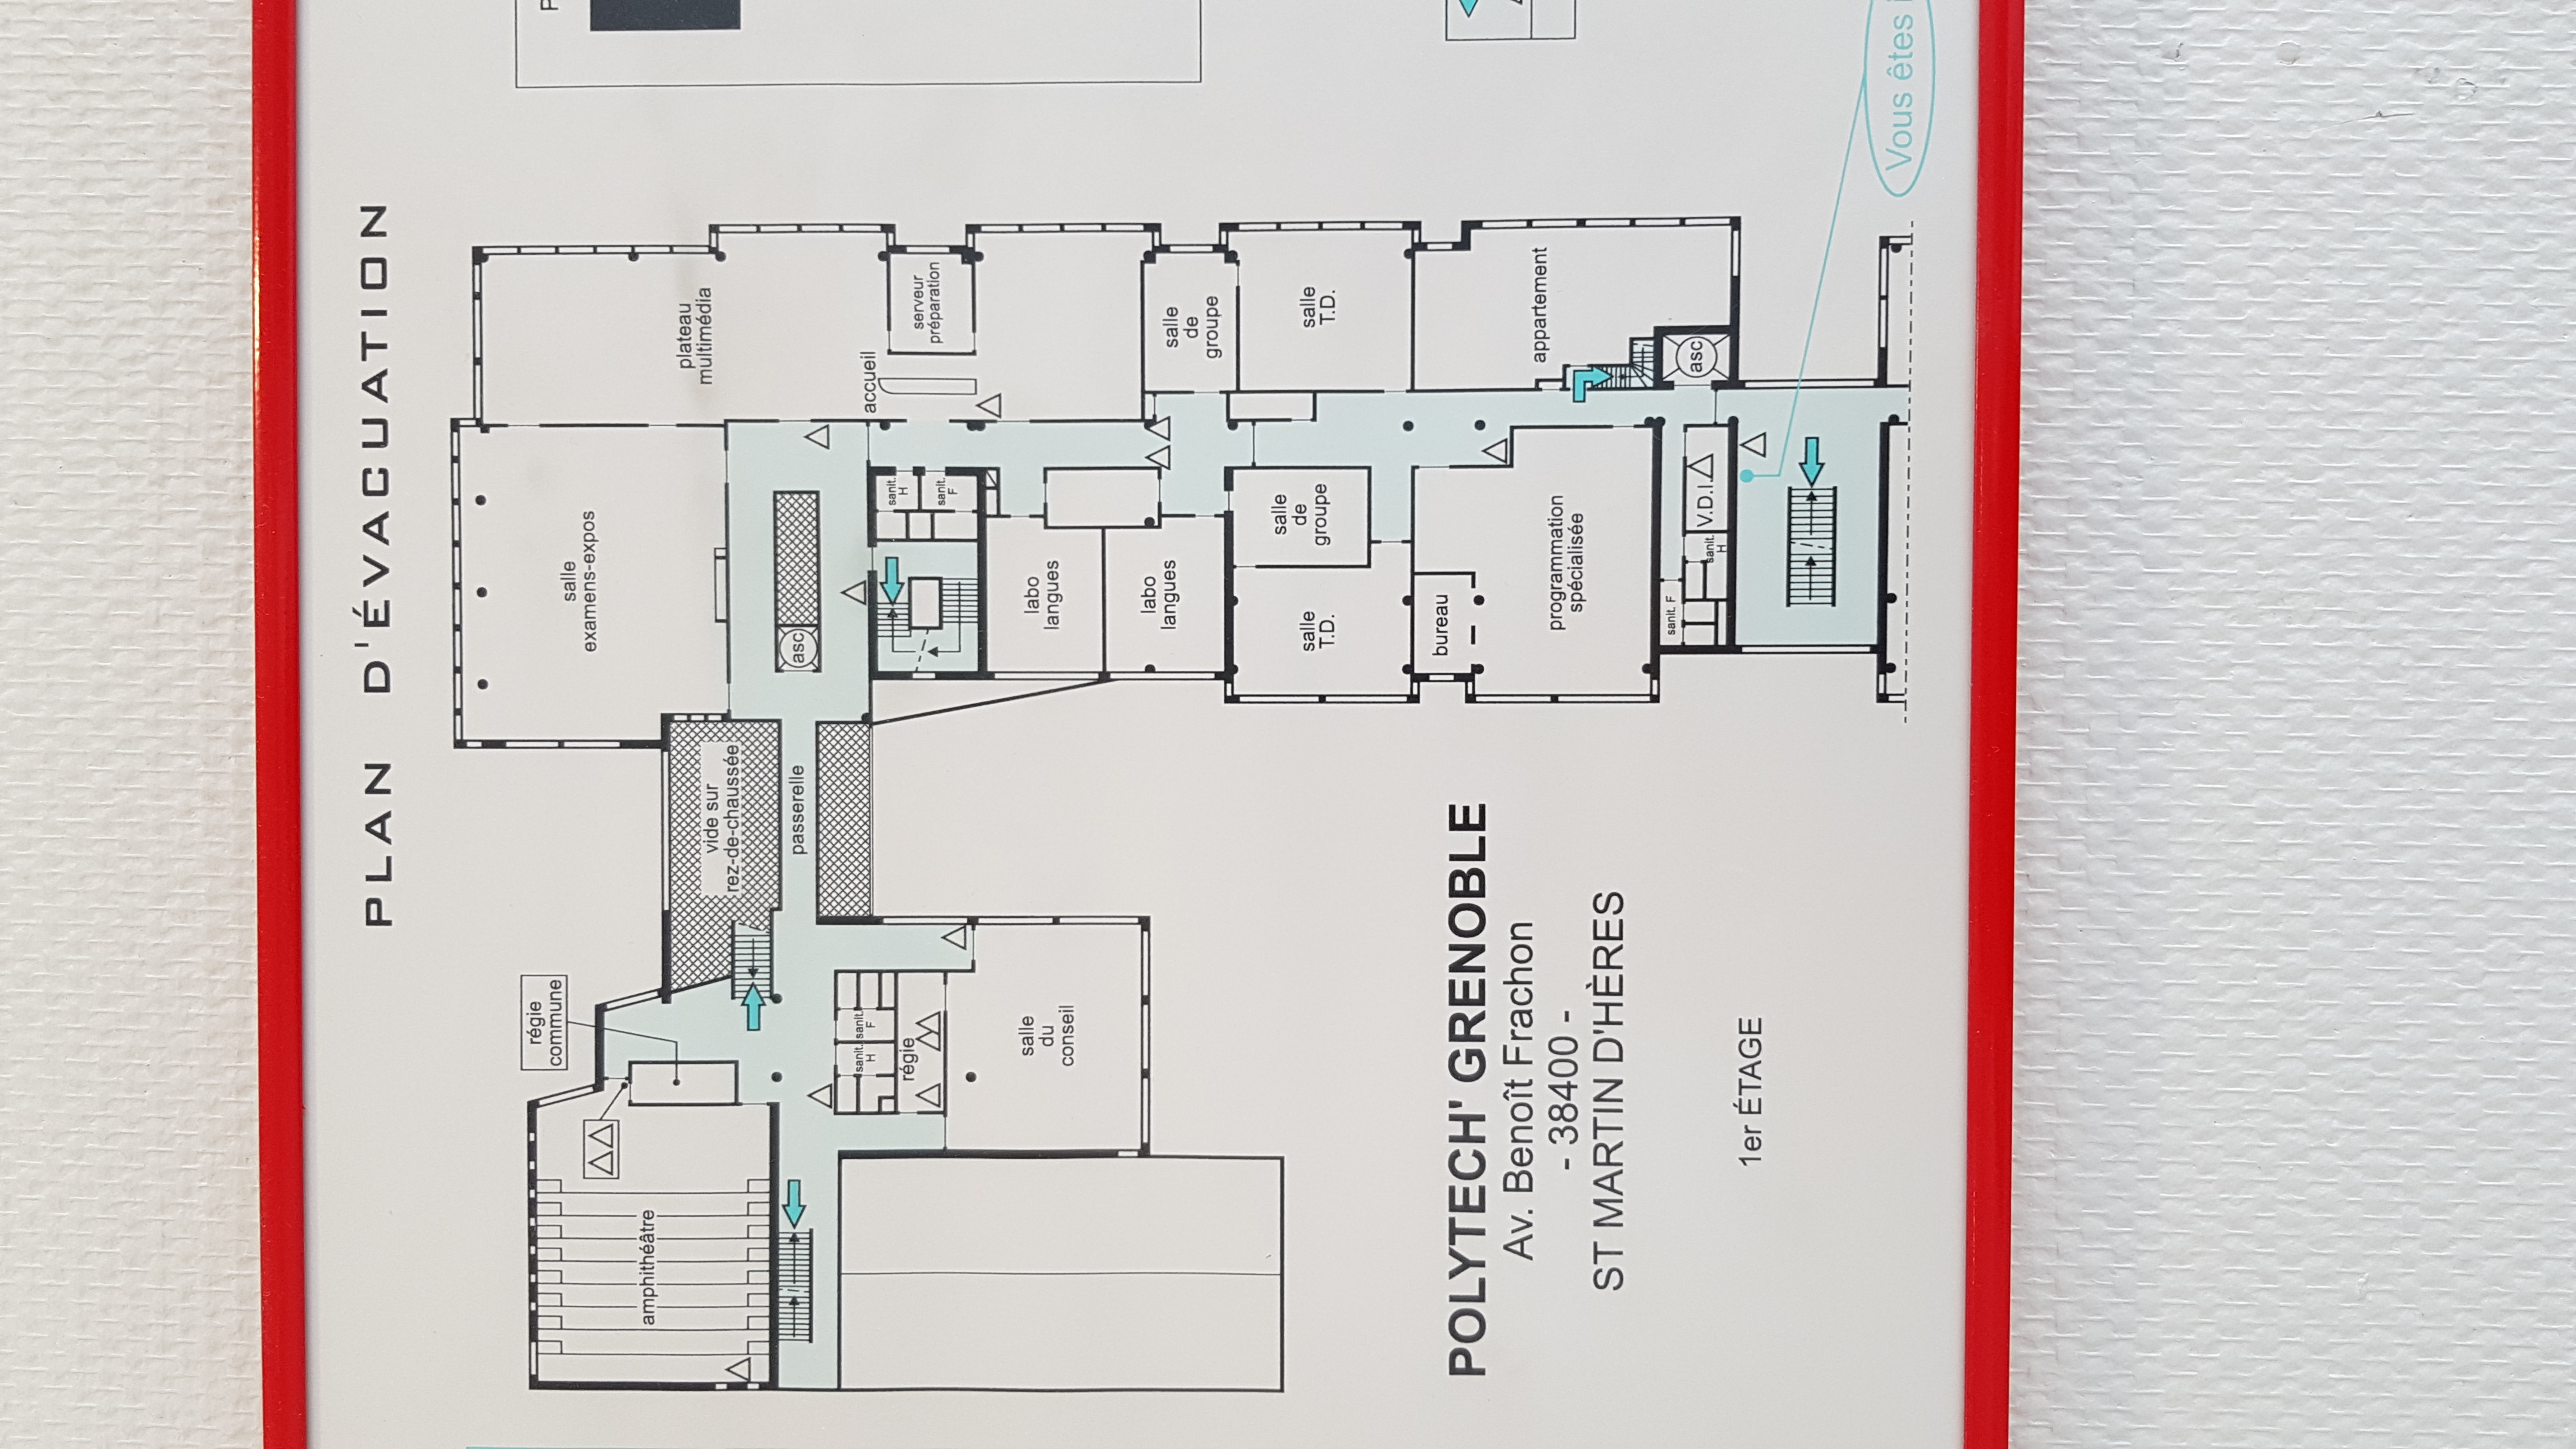 PLAN D'ÉVACUATION
régie
commune
amphithéâtre
salle
examens-expos
plateau
multimédia
vide sur
rez-de-chaussée
passerelle
asc
accueil
sanit.
H
sanit.
F
régie
sanit.
H
sanit.
F
serveur
préparation
salle
du
conseil
labo
langues
labo
langues
salle
de
groupe
salle
T.D.
salle
de
groupe
salle
T.D.
bureau
programmation
spécialisée
appartement
sanit. F
sanit.
H
V.D.I.
asc
POLYTECH' GRENOBLE
Av. Benoît Frachon
- 38400 -
ST MARTIN D'HÈRES
1er ÉTAGE
Vous êtes
P